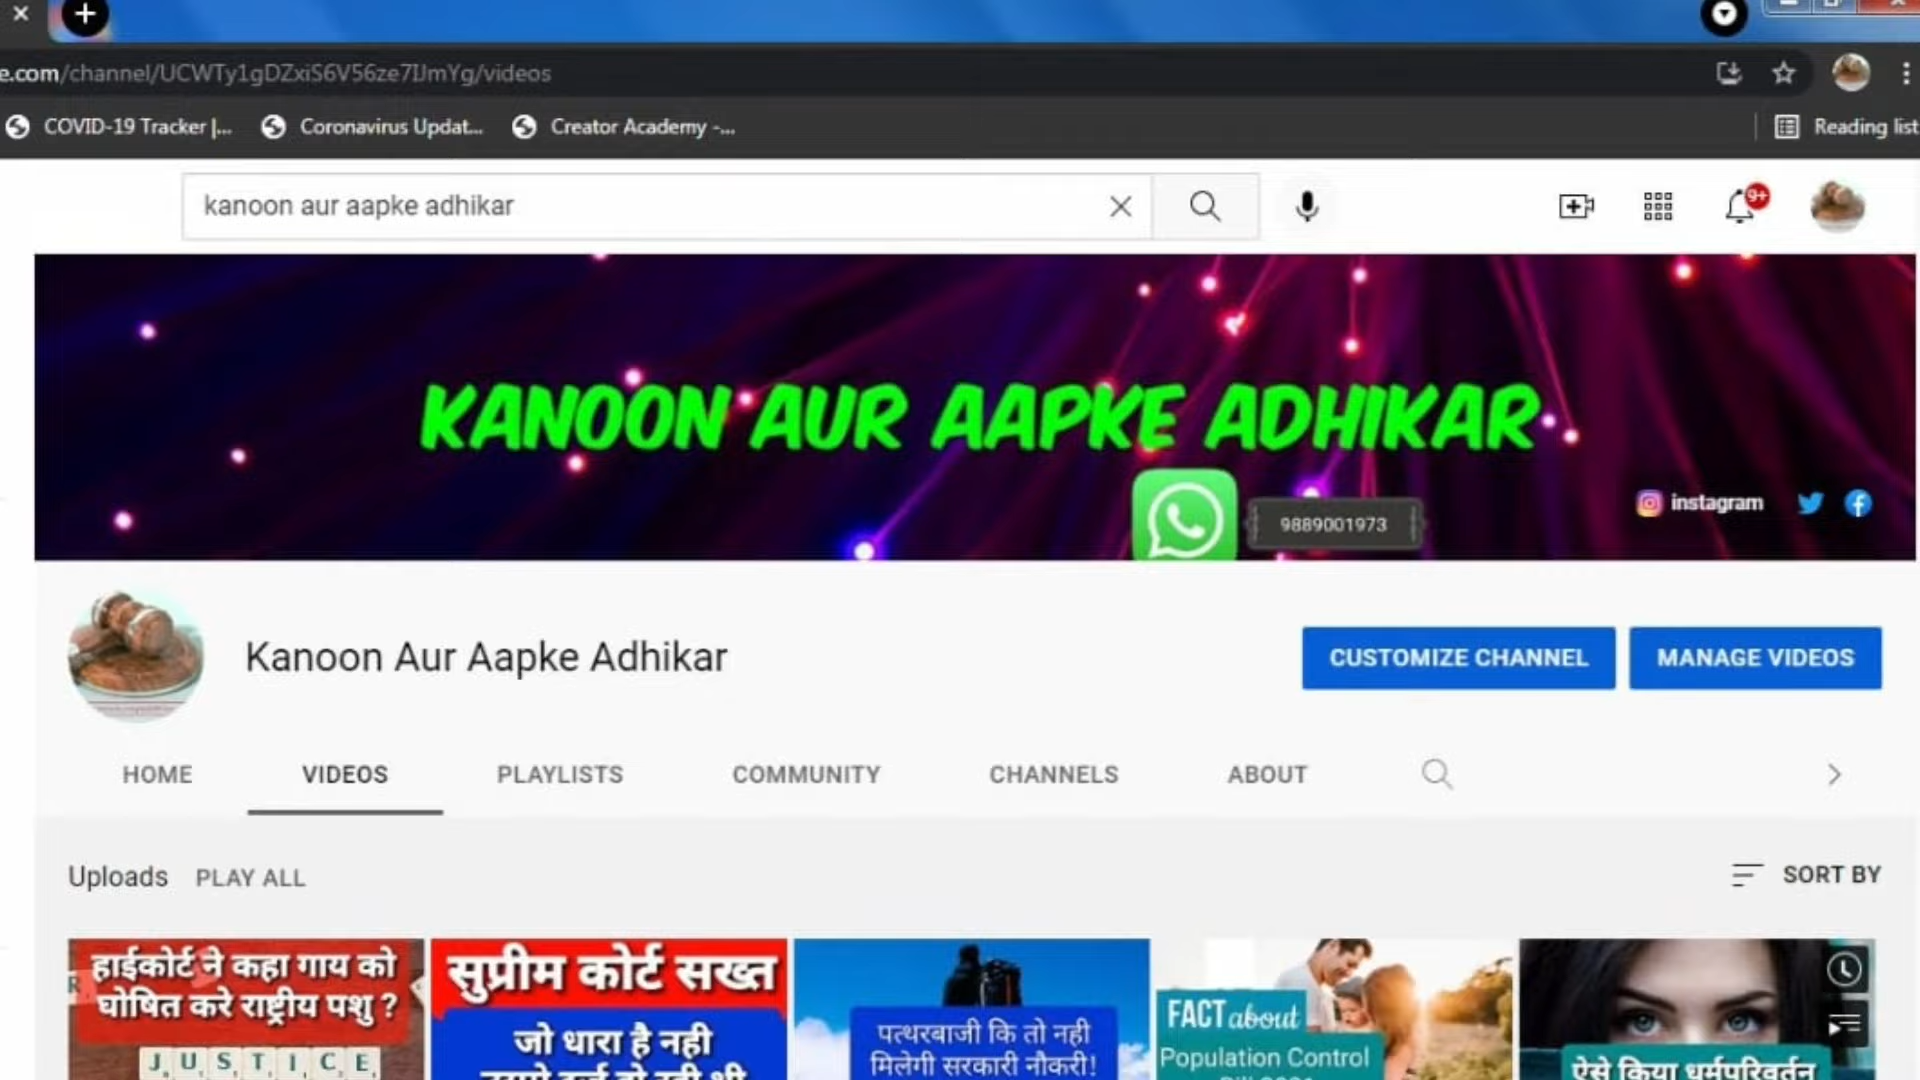 e.com/channel/UCWTy1gDZxiS6V56ze7IJmYg/videos
COVID-19 Tracker |... Coronavirus Updat... Creator Academy -... Reading list
kanoon aur aapke adhikar
9+
KANOON AUR AAPKE ADHIKAR
instagram
9889001973
Kanoon Aur Aapke Adhikar
CUSTOMIZE CHANNEL MANAGE VIDEOS
HOME VIDEOS PLAYLISTS COMMUNITY CHANNELS ABOUT
Uploads PLAY ALL SORT BY
हाईकोर्ट ने कहा गाय को
घोषित करे राष्ट्रीय पशु ?
JUSTICE
सुप्रीम कोर्ट सख्त
जो धारा है नही
पत्थरबाजी कि तो नही
मिलेगी सरकारी नौकरी!
FACT about
Population Control
ऐसे किया धर्मपरिवर्तन